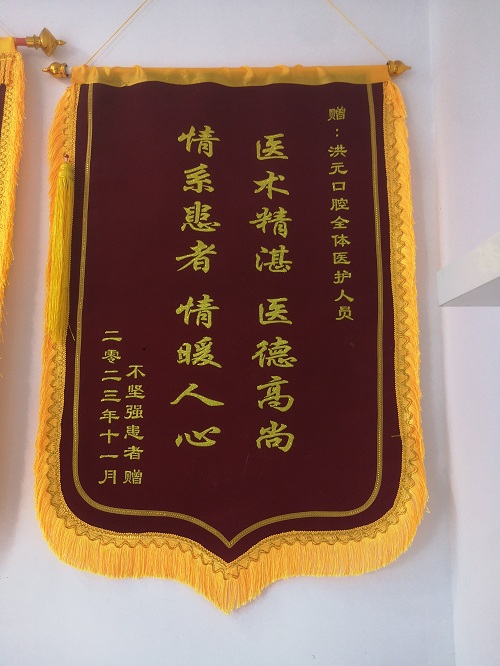 赠：洪元口腔全体医护人员
医术精湛 医德高尚
情系患者 情暖人心
不坚强患者赠
二零二三年十一月